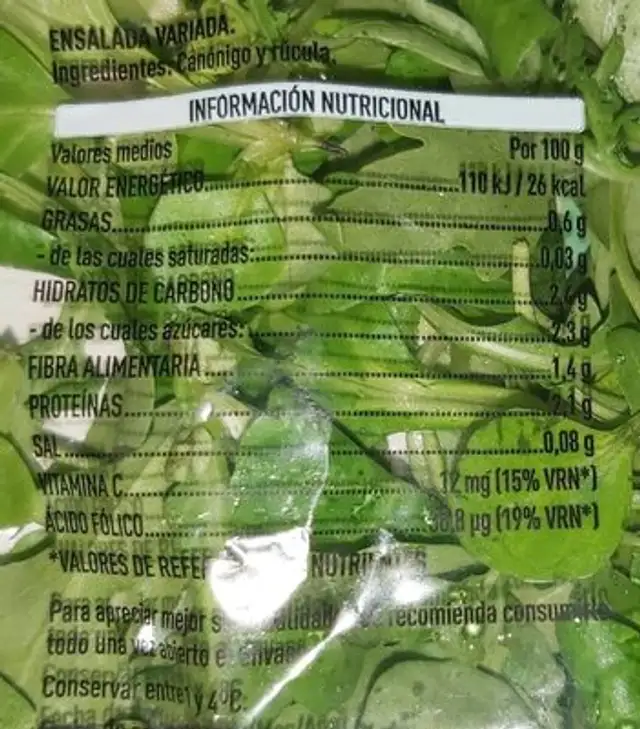 ENSALADA VARIADA.
Ingredientes: Canónigo y rúcula.
INFORMACIÓN NUTRICIONAL
Valores medios Por 100 g
VALOR ENERGÉTICO 110 kJ / 26 kcal
GRASAS 0,6 g
- de las cuales saturadas: 0,03 g
HIDRATOS DE CARBONO
- de los cuales azúcares: 2,3 g
FIBRA ALIMENTARIA 1,4 g
PROTEÍNAS 2,1 g
SAL 0,08 g
VITAMINA C 12 mg (15% VRN*)
ÁCIDO FÓLICO µg (19% VRN*)
*VALORES DE
Para apreciar mejor recomienda
todo una vez abierto
Conservar entre 1 y 4ºC.
Fecha